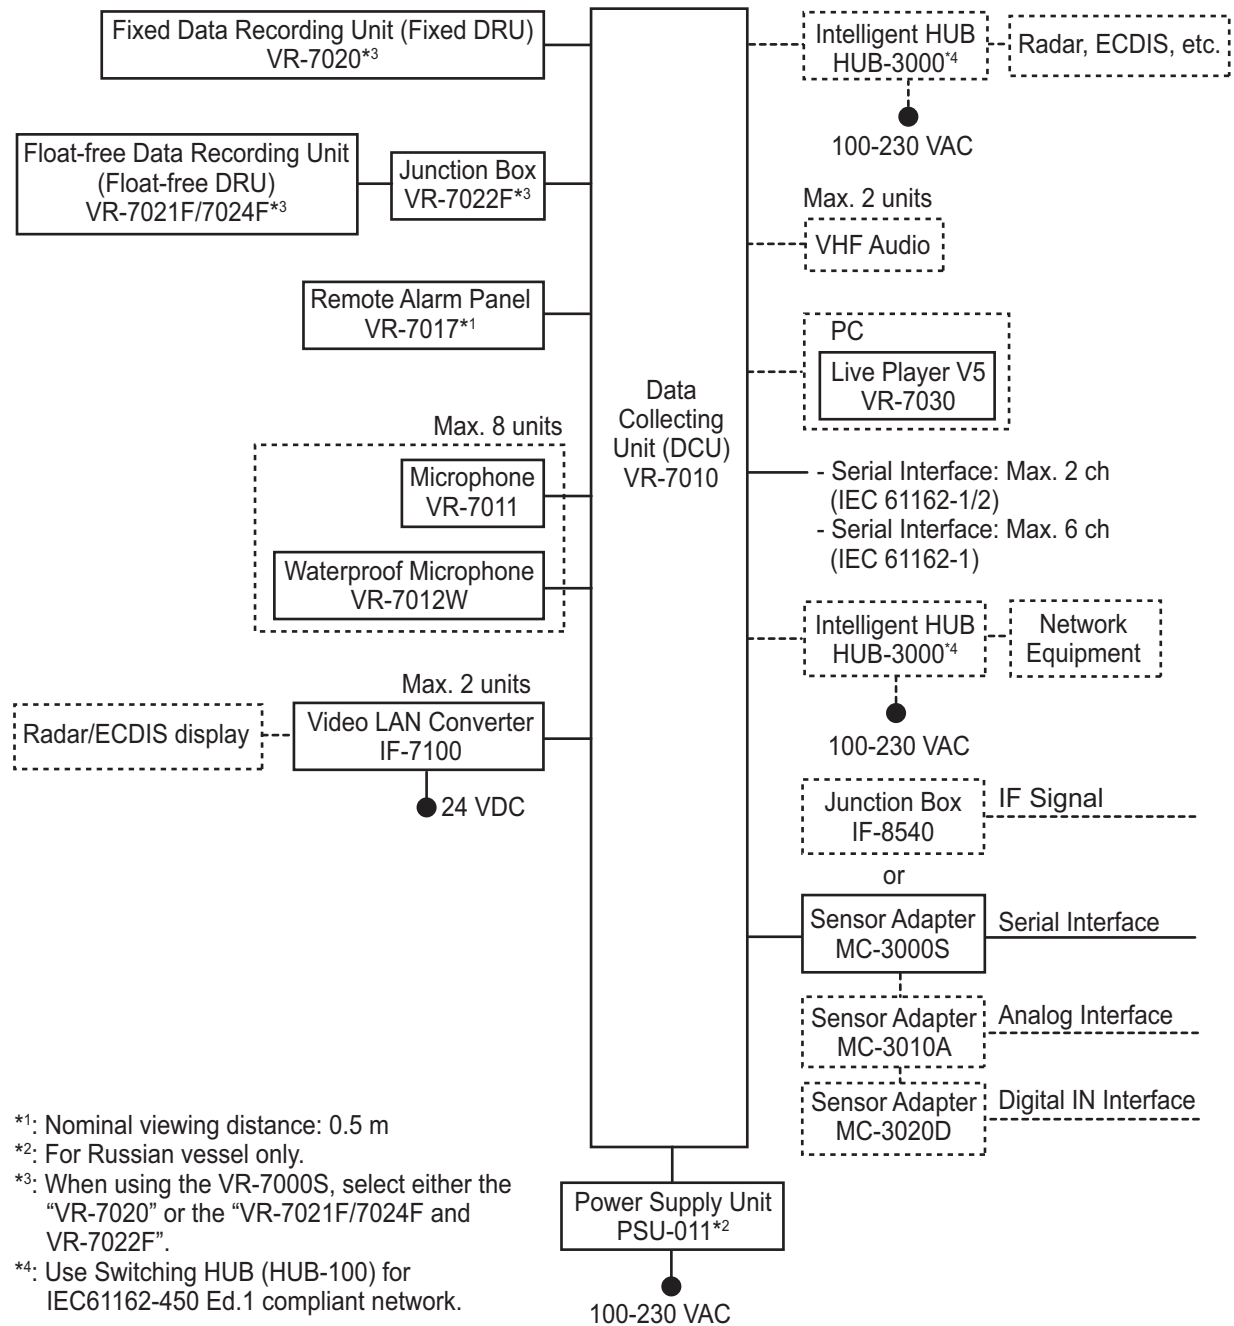 Fixed Data Recording Unit (Fixed DRU)
VR-7020*3
Float-free Data Recording Unit
(Float-free DRU)
VR-7021F/7024F*3
Junction Box
VR-7022F*3
Remote Alarm Panel
VR-7017*1
Max. 8 units
Microphone
VR-7011
Waterproof Microphone
VR-7012W
Max. 2 units
Radar/ECDIS display
Video LAN Converter
IF-7100
24 VDC
Data
Collecting
Unit (DCU)
VR-7010
Intelligent HUB
HUB-3000*4
Radar, ECDIS, etc.
100-230 VAC
Max. 2 units
VHF Audio
PC
Live Player V5
VR-7030
- Serial Interface: Max. 2 ch
(IEC 61162-1/2)
- Serial Interface: Max. 6 ch
(IEC 61162-1)
Intelligent HUB
HUB-3000*4
Network
Equipment
100-230 VAC
Junction Box
IF-8540
IF Signal
or
Sensor Adapter
MC-3000S
Serial Interface
Sensor Adapter
MC-3010A
Analog Interface
Sensor Adapter
MC-3020D
Digital IN Interface
Power Supply Unit
PSU-011*2
100-230 VAC
*1: Nominal viewing distance: 0.5 m
*2: For Russian vessel only.
*3: When using the VR-7000S, select either the
“VR-7020” or the “VR-7021F/7024F and
VR-7022F”.
*4: Use Switching HUB (HUB-100) for
IEC61162-450 Ed.1 compliant network.